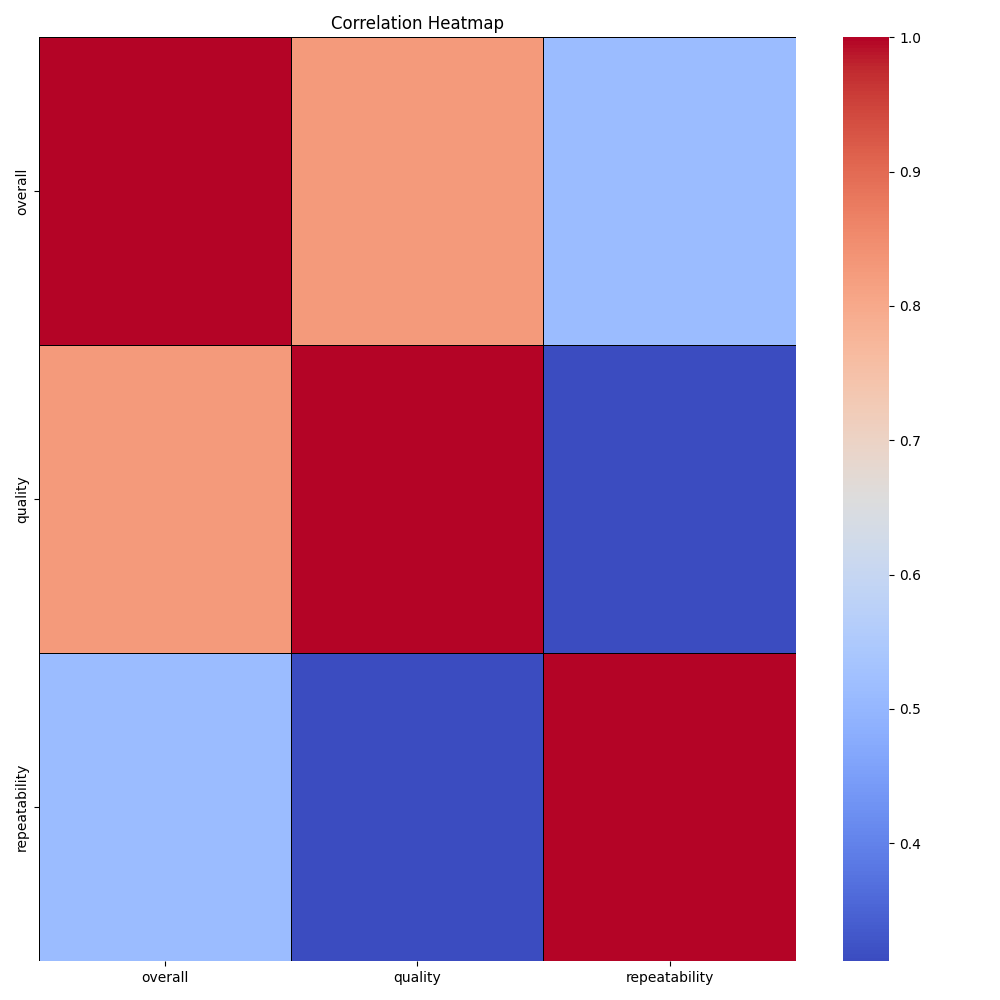 Correlation Heatmap
overall
quality
repeatability
overall
quality
repeatability
1.0
0.9
0.8
0.7
0.6
0.5
0.4